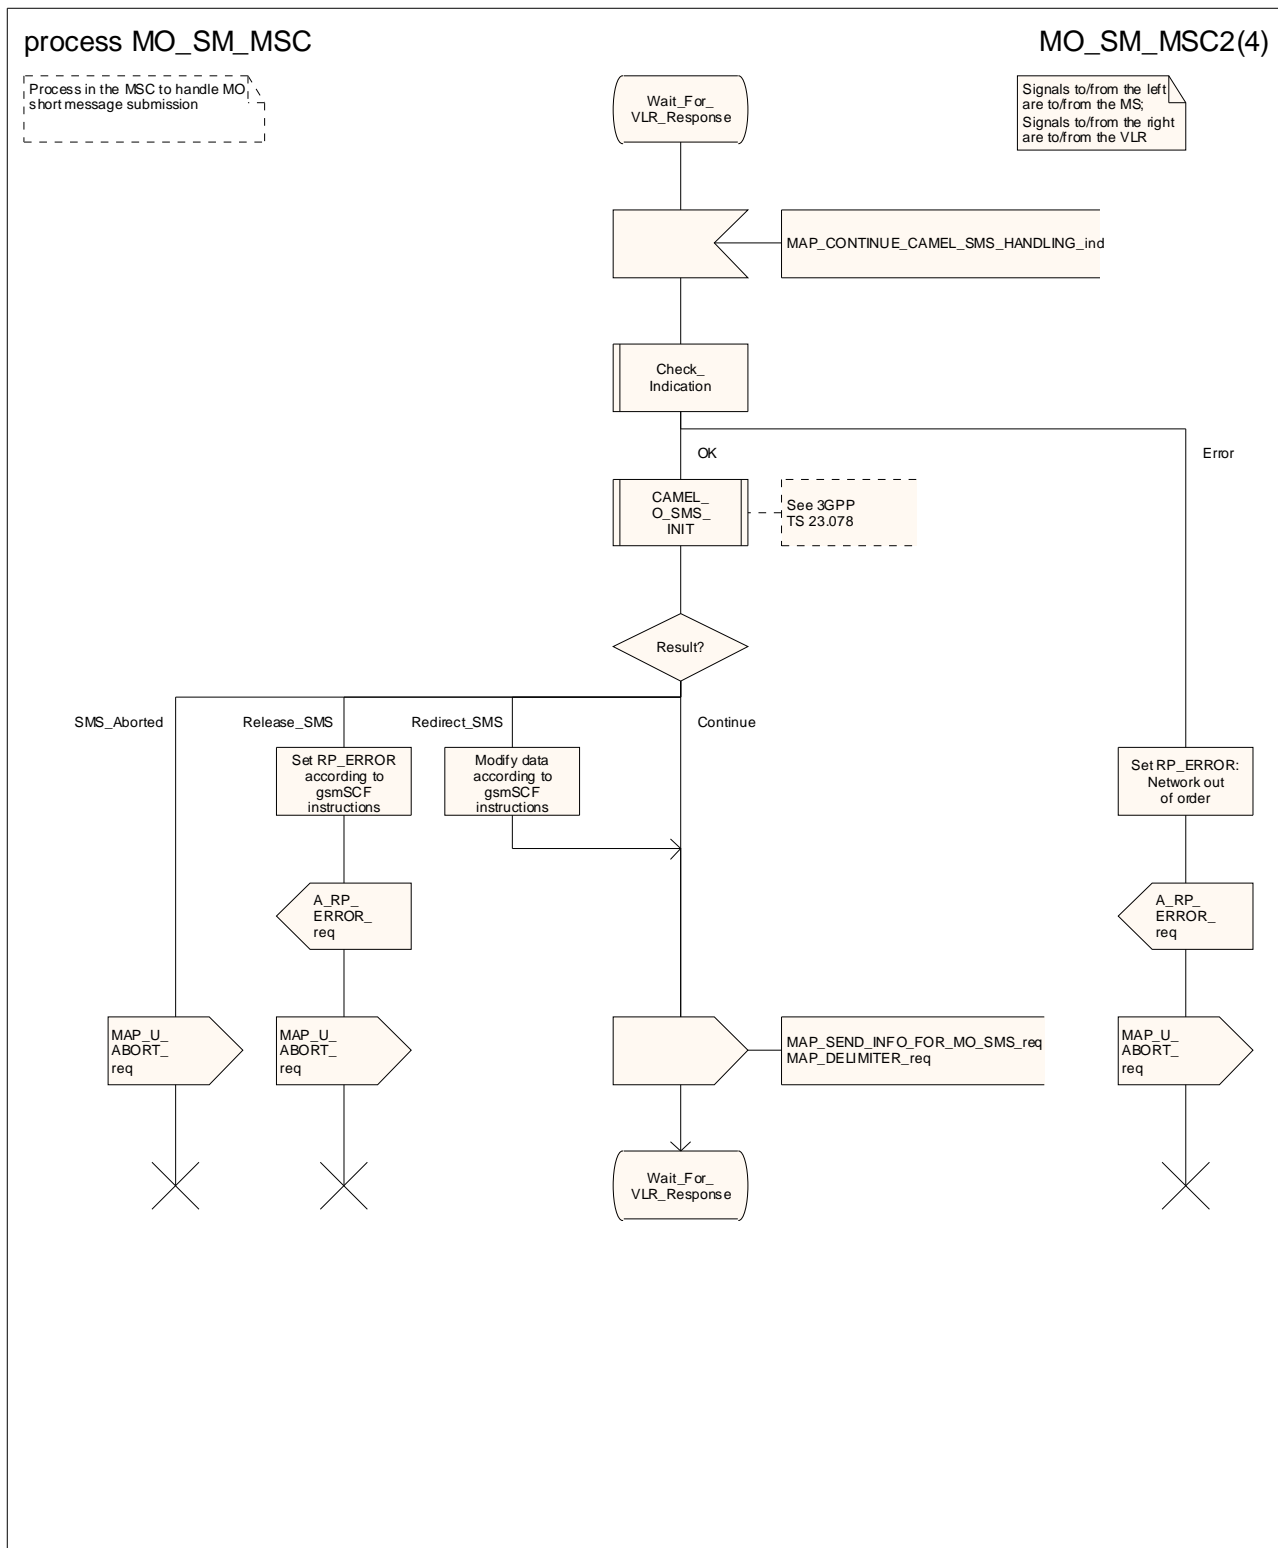 process MO_SM_MSC
MO_SM_MSC2(4)
Process in the MSC to handle MO
short message submission
Wait_For_
VLR_Response
Signals to/from the left
are to/from the MS;
Signals to/from the right
are to/from the VLR
MAP_CONTINUE_CAMEL_SMS_HANDLING_ind
Check_
Indication
OK
Error
CAMEL_
O_SMS_
INIT
See 3GPP
TS 23.078
Result?
SMS_Aborted
Release_SMS
Redirect_SMS
Continue
Set RP_ERROR
according to
gsmSCF
instructions
Modify data
according to
gsmSCF
instructions
Set RP_ERROR:
Network out
of order
A_RP_
ERROR_
req
A_RP_
ERROR_
req
MAP_U_
ABORT_
req
MAP_U_
ABORT_
req
MAP_SEND_INFO_FOR_MO_SMS_req
MAP_DELIMITER_req
MAP_U_
ABORT_
req
Wait_For_
VLR_Response